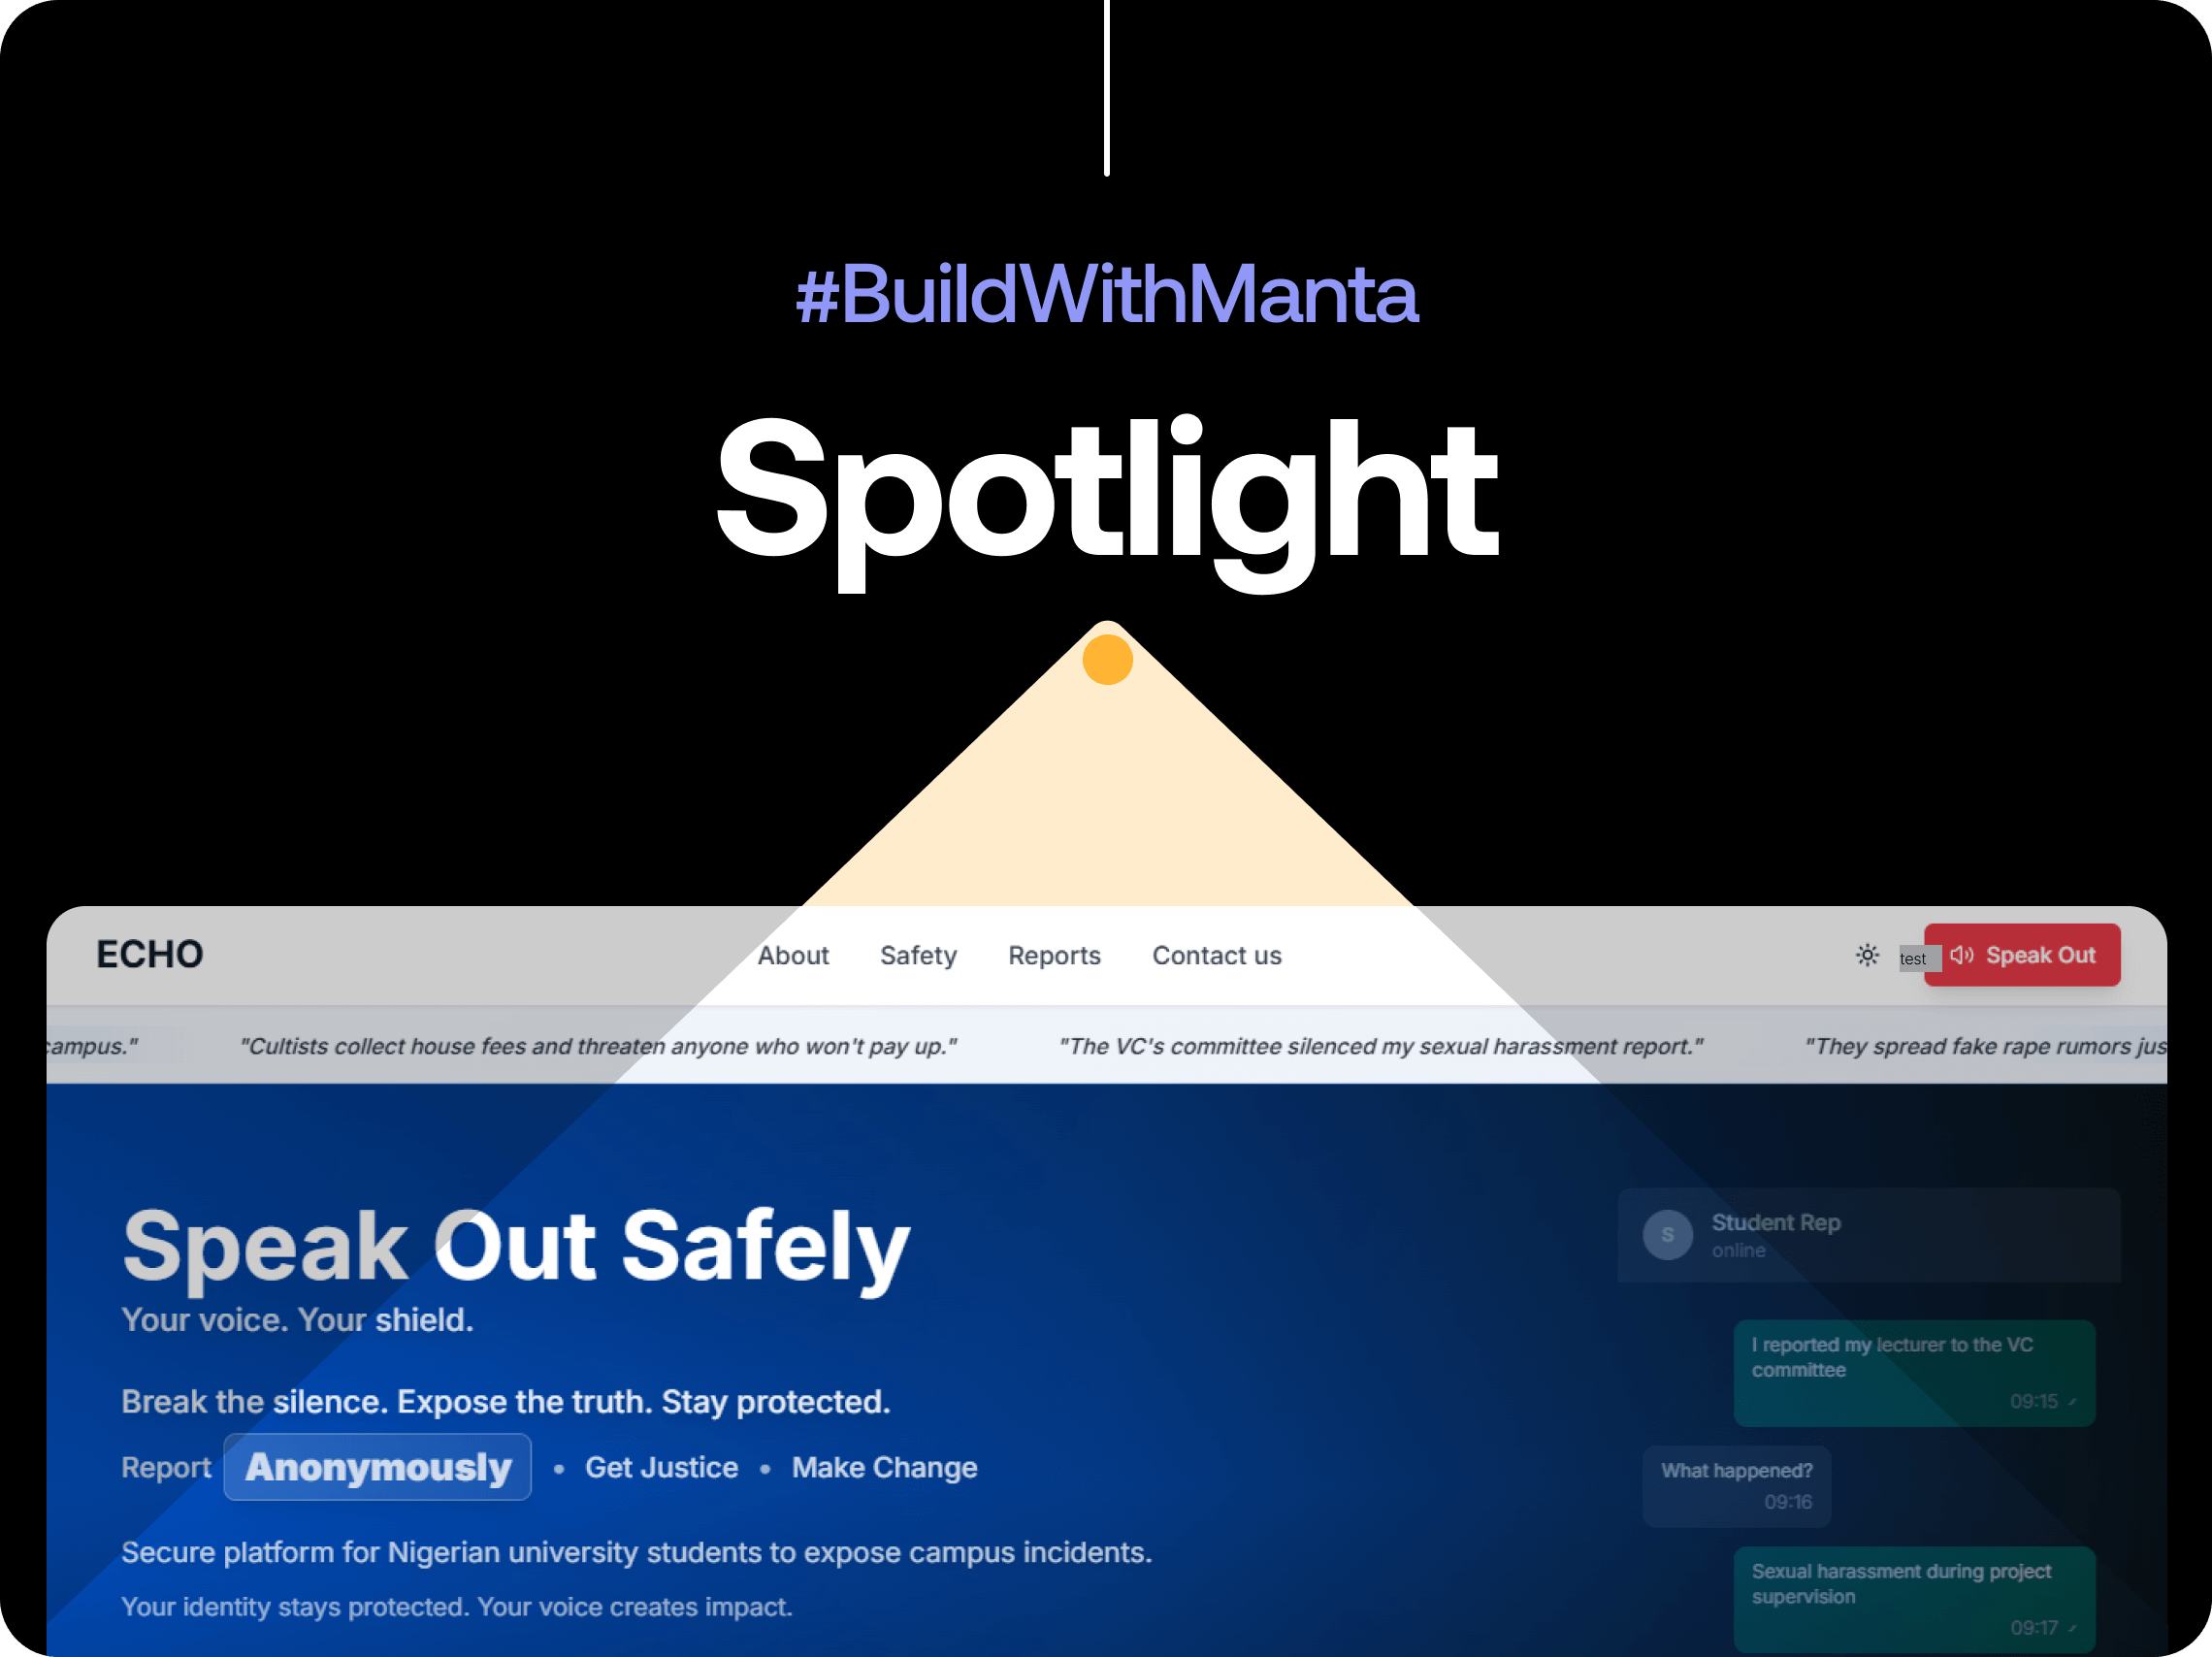 #BuildWithManta
Spotlight
ECHO
About Safety Reports Contact us
test
Speak Out
campus."
"Cultists collect house fees and threaten anyone who won't pay up."
"The VC's committee silenced my sexual harassment report."
"They spread fake rape rumors jus
Speak Out Safely
Your voice. Your shield.
Break the silence. Expose the truth. Stay protected.
Report Anonymously • Get Justice • Make Change
Secure platform for Nigerian university students to expose campus incidents.
Your identity stays protected. Your voice creates impact.
S
Student Rep
online
I reported my lecturer to the VC
committee
09:15
What happened?
09:16
Sexual harassment during project
supervision
09:17